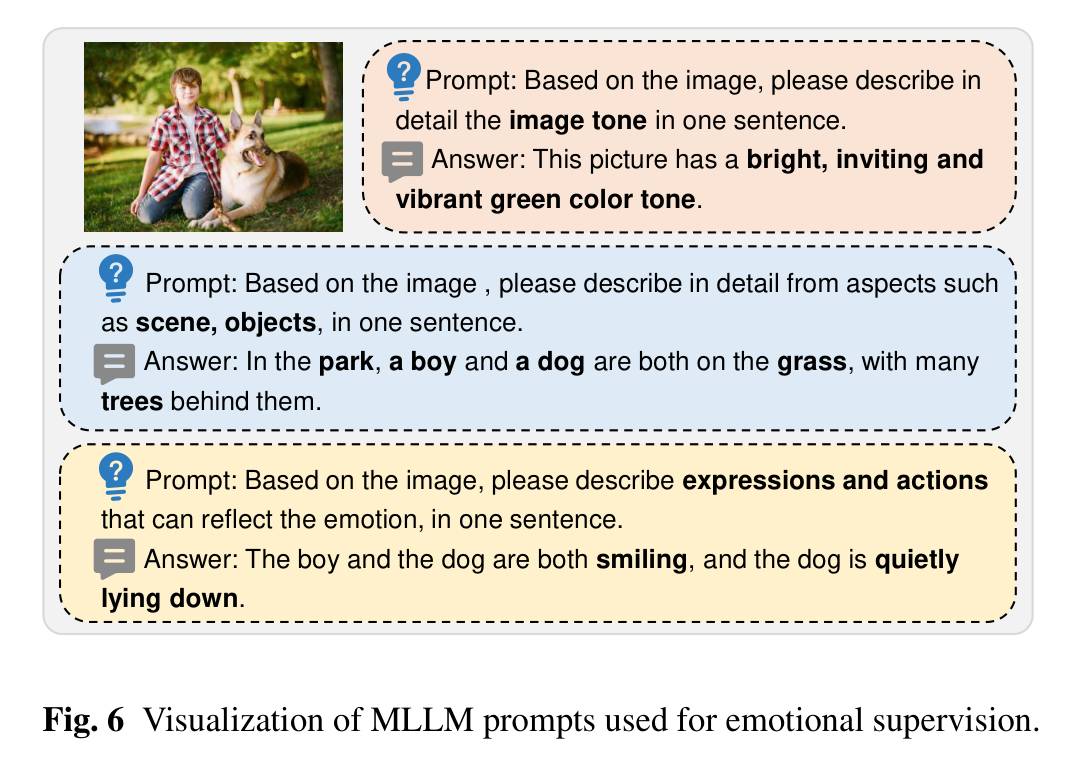 Prompt: Based on the image, please describe in
detail the image tone in one sentence.
Answer: This picture has a bright, inviting and
vibrant green color tone.
Prompt: Based on the image , please describe in detail from aspects such
as scene, objects, in one sentence.
Answer: In the park, a boy and a dog are both on the grass, with many
trees behind them.
Prompt: Based on the image, please describe expressions and actions
that can reflect the emotion, in one sentence.
Answer: The boy and the dog are both smiling, and the dog is quietly
lying down.
Fig. 6 Visualization of MLLM prompts used for emotional supervision.